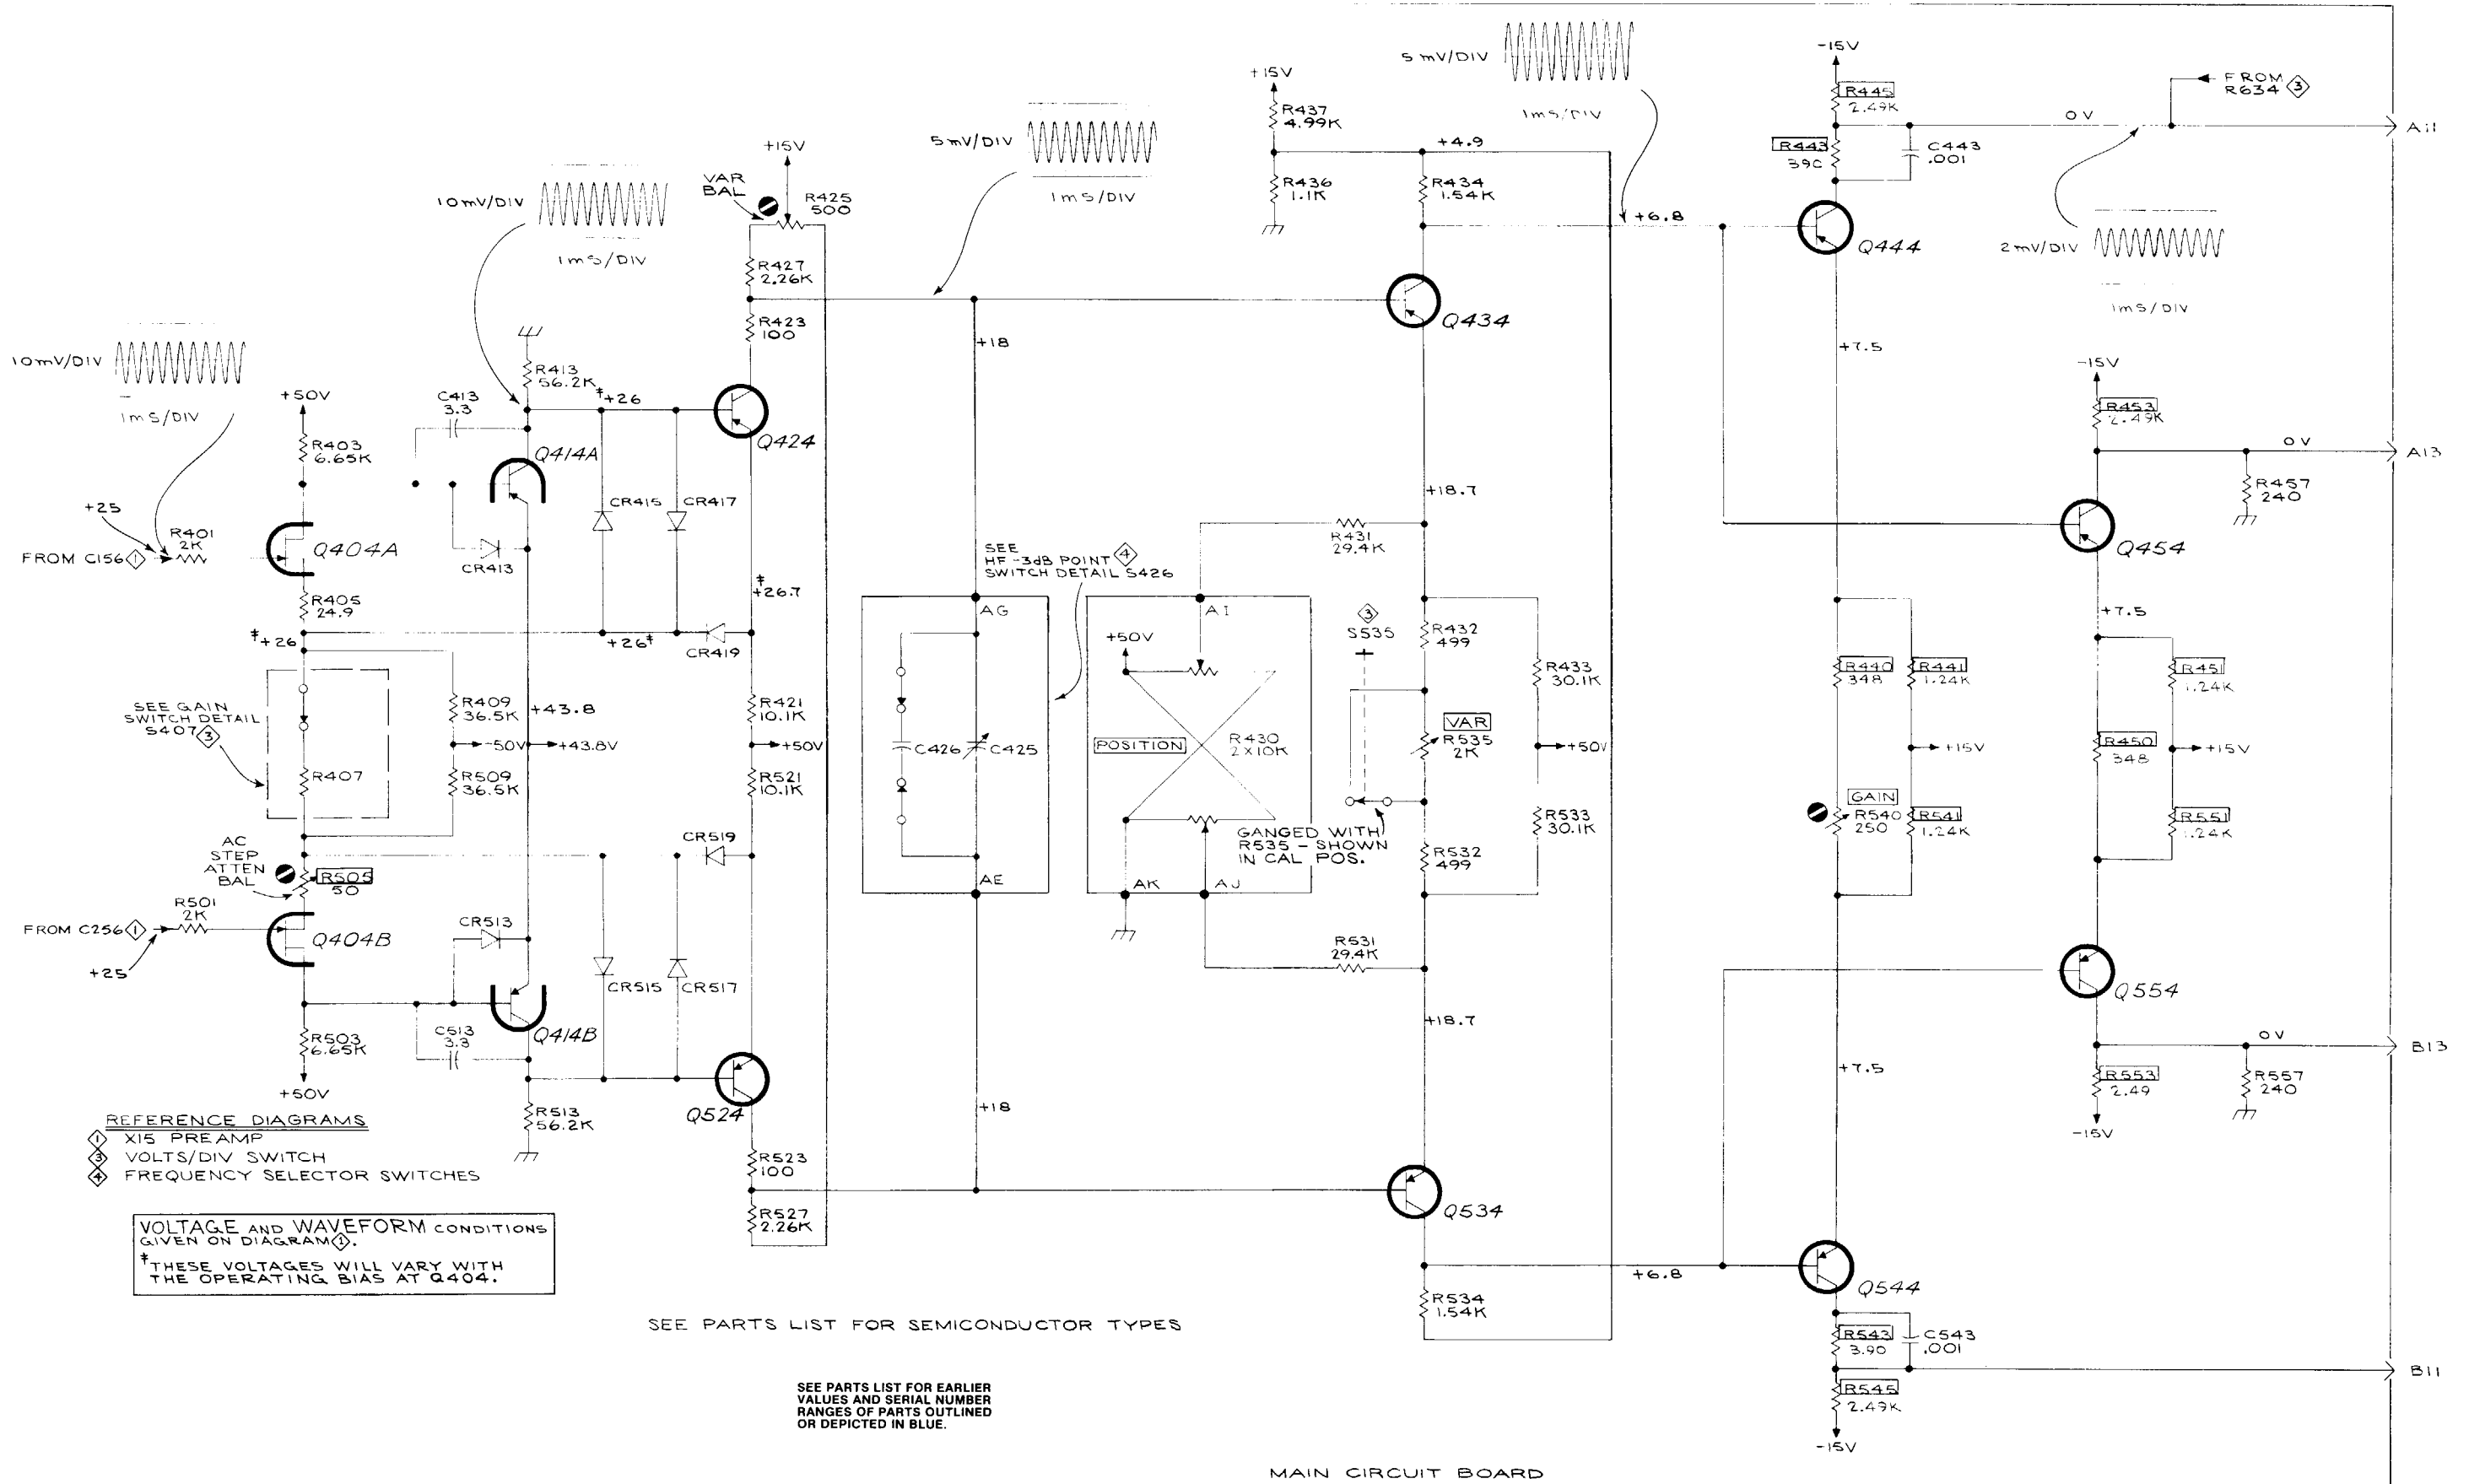 5 mV/DIV
1mS/DIV
-15V
R445
2.49K
FROM
R634 3
0V
A11
+15V
R437
4.99K
+4.9
R443
390
C443
.001
5mV/DIV
1mS/DIV
+15V
VAR
BAL
R425
500
R436
1.1K
R434
1.54K
10mV/DIV
1mS/DIV
+6.8
Q444
2mV/DIV
1mS/DIV
R427
2.26K
R423
100
Q434
+18
+7.5
10mV/DIV
1mS/DIV
+50V
R403
6.65K
C413
3.3
R413
56.2K
‡+26
Q424
Q414A
-15V
R453
2.49K
0V
A13
R457
240
Q454
+25
R401
2K
FROM C156 1
Q404A
CR413
CR415
CR417
+18.7
R431
29.4K
SEE
HF -3dB POINT 4
SWITCH DETAIL S426
R405
24.9
‡
+26.7
‡+26
+26‡
CR419
AG
AI
3
S535
R432
499
+7.5
+50V
R433
30.1K
R440
348
R441
1.24K
R451
1.24K
SEE GAIN
SWITCH DETAIL
S407 3
R409
36.5K
+43.8
R421
10.1K
-50V
+43.8V
+50V
C426
C425
POSITION
R430
2X10K
VAR
R535
2K
+50V
+15V
R450
348
+15V
R407
R509
36.5K
R521
10.1K
GANGED WITH
R535 - SHOWN
IN CAL POS.
R533
30.1K
GAIN
R540
250
R541
1.24K
R551
1.24K
AC
STEP
ATTEN
BAL
R505
50
CR519
R532
499
AE
AK
AJ
R501
2K
FROM C256 1
+25
Q404B
CR513
R531
29.4K
Q554
CR515
CR517
+18.7
R503
6.65K
C513
3.3
Q414B
+50V
0V
B13
R553
2.49
R557
240
-15V
+7.5
R513
56.2K
Q524
+18
REFERENCE DIAGRAMS
1 X15 PREAMP
3 VOLTS/DIV SWITCH
4 FREQUENCY SELECTOR SWITCHES
R523
100
R527
2.26K
Q534
VOLTAGE AND WAVEFORM CONDITIONS
GIVEN ON DIAGRAM 1.
‡THESE VOLTAGES WILL VARY WITH
THE OPERATING BIAS AT Q404.
+6.8
Q544
R534
1.54K
SEE PARTS LIST FOR SEMICONDUCTOR TYPES
R543
3.90
C543
.001
B11
R545
2.49K
-15V
SEE PARTS LIST FOR EARLIER
VALUES AND SERIAL NUMBER
RANGES OF PARTS OUTLINED
OR DEPICTED IN BLUE.
MAIN CIRCUIT BOARD